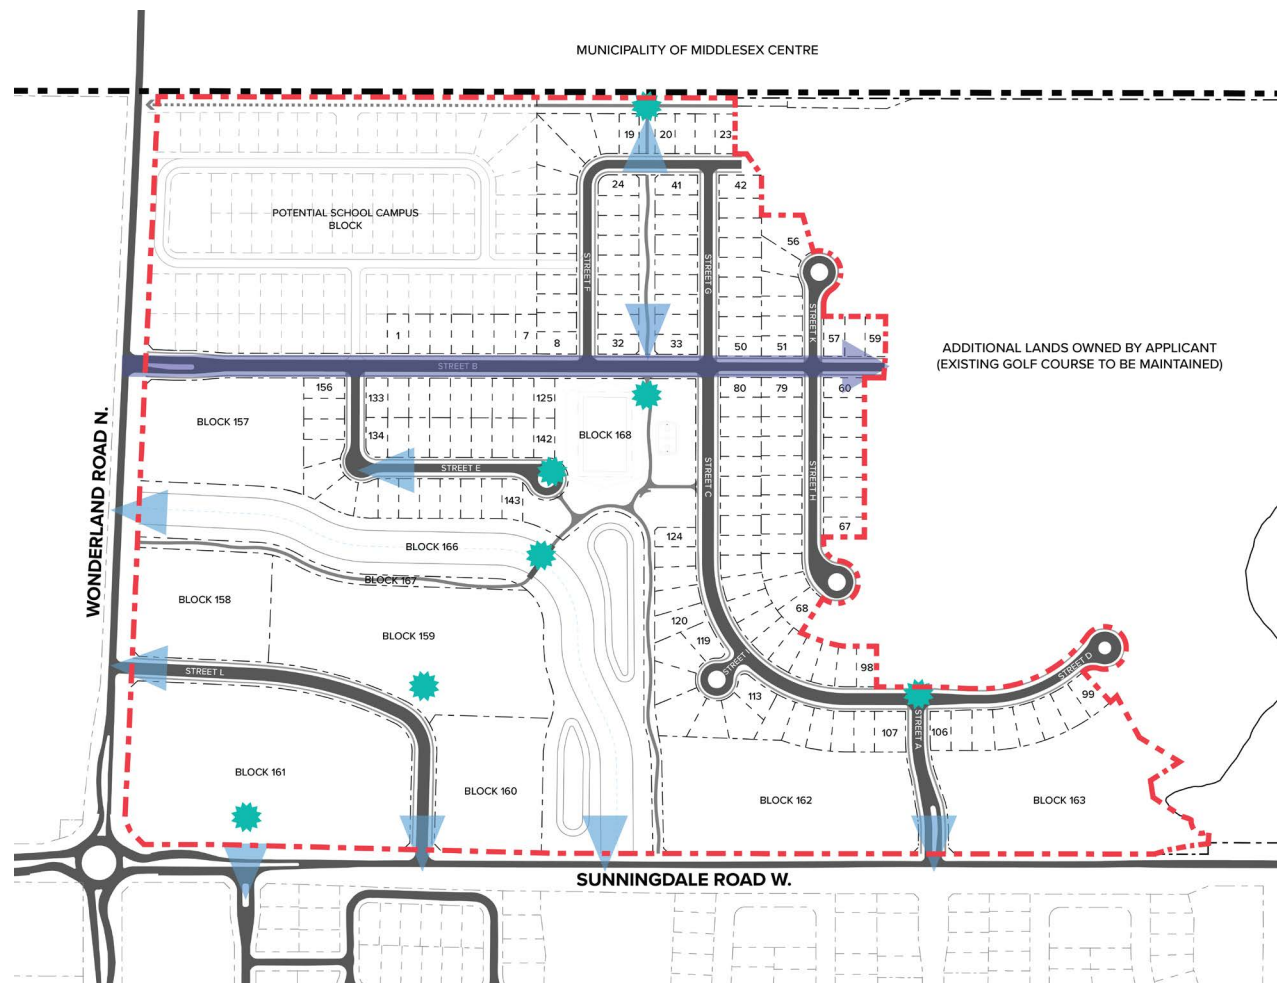 MUNICIPALITY OF MIDDLESEX CENTRE
19
20
23
24
41
42
POTENTIAL SCHOOL CAMPUS
BLOCK
56
STREET F
STREET G
STREET K
1
7
8
32
33
50
51
57
59
ADDITIONAL LANDS OWNED BY APPLICANT
(EXISTING GOLF COURSE TO BE MAINTAINED)
STREET B
156
133
125
80
79
60
BLOCK 157
134
142
BLOCK 168
STREET E
143
STREET C
STREET H
WONDERLAND ROAD N.
67
124
BLOCK 166
BLOCK 167
BLOCK 158
68
120
119
BLOCK 159
STREET L
STREET I
98
STREET D
99
113
107
106
STREET A
BLOCK 161
BLOCK 160
BLOCK 162
BLOCK 163
SUNNINGDALE ROAD W.